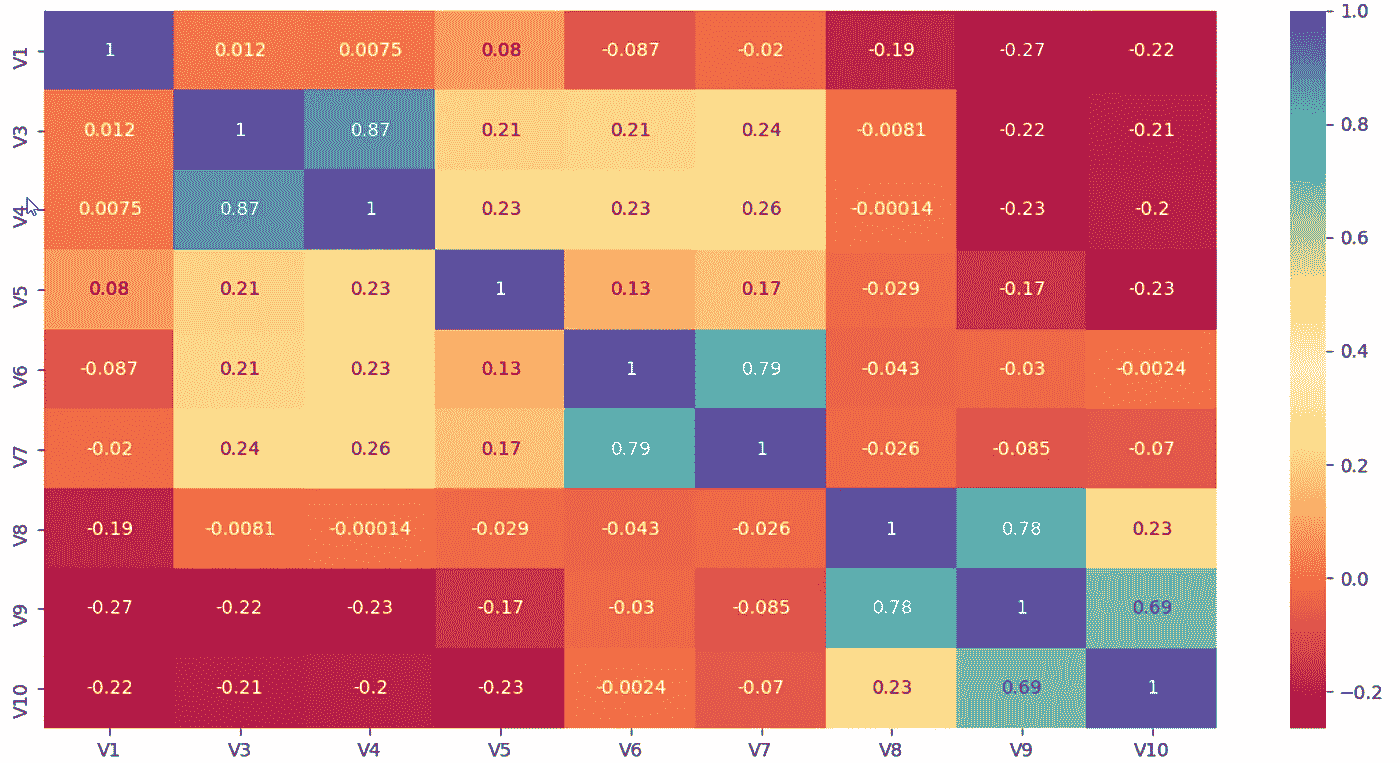 V1 1 0.012 0.0075 0.08 -0.087 -0.02 -0.19 -0.27 -0.22
V3 0.012 1 0.87 0.21 0.21 0.24 -0.0081 -0.22 -0.21
V4 0.0075 0.87 1 0.23 0.23 0.26 -0.00014 -0.23 -0.2
V5 0.08 0.21 0.23 1 0.13 0.17 -0.029 -0.17 -0.23
V6 -0.087 0.21 0.23 0.13 1 0.79 -0.043 -0.03 -0.0024
V7 -0.02 0.24 0.26 0.17 0.79 1 -0.026 -0.085 -0.07
V8 -0.19 -0.0081 -0.00014 -0.029 -0.043 -0.026 1 0.78 0.23
V9 -0.27 -0.22 -0.23 -0.17 -0.03 -0.085 0.78 1 0.69
V10 -0.22 -0.21 -0.2 -0.23 -0.0024 -0.07 0.23 0.69 1
V1 V3 V4 V5 V6 V7 V8 V9 V10
1.0
0.8
0.6
0.4
0.2
0.0
−0.2